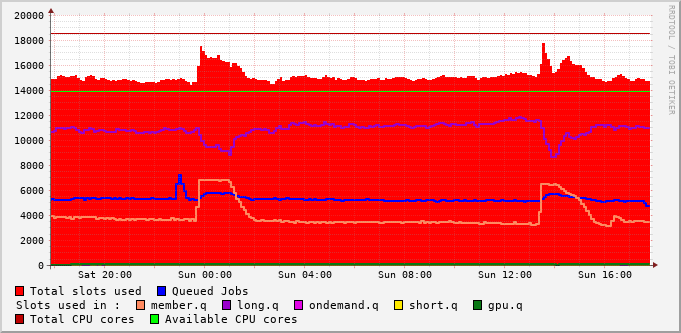 20000
18000
16000
14000
12000
10000
8000
6000
4000
2000
0
Sat 20:00 Sun 00:00 Sun 04:00 Sun 08:00 Sun 12:00 Sun 16:00
Total slots used Queued Jobs
Slots used in : member.q long.q ondemand.q short.q gpu.q
Total CPU cores Available CPU cores
RRDTOOL / TOBI OETIKER